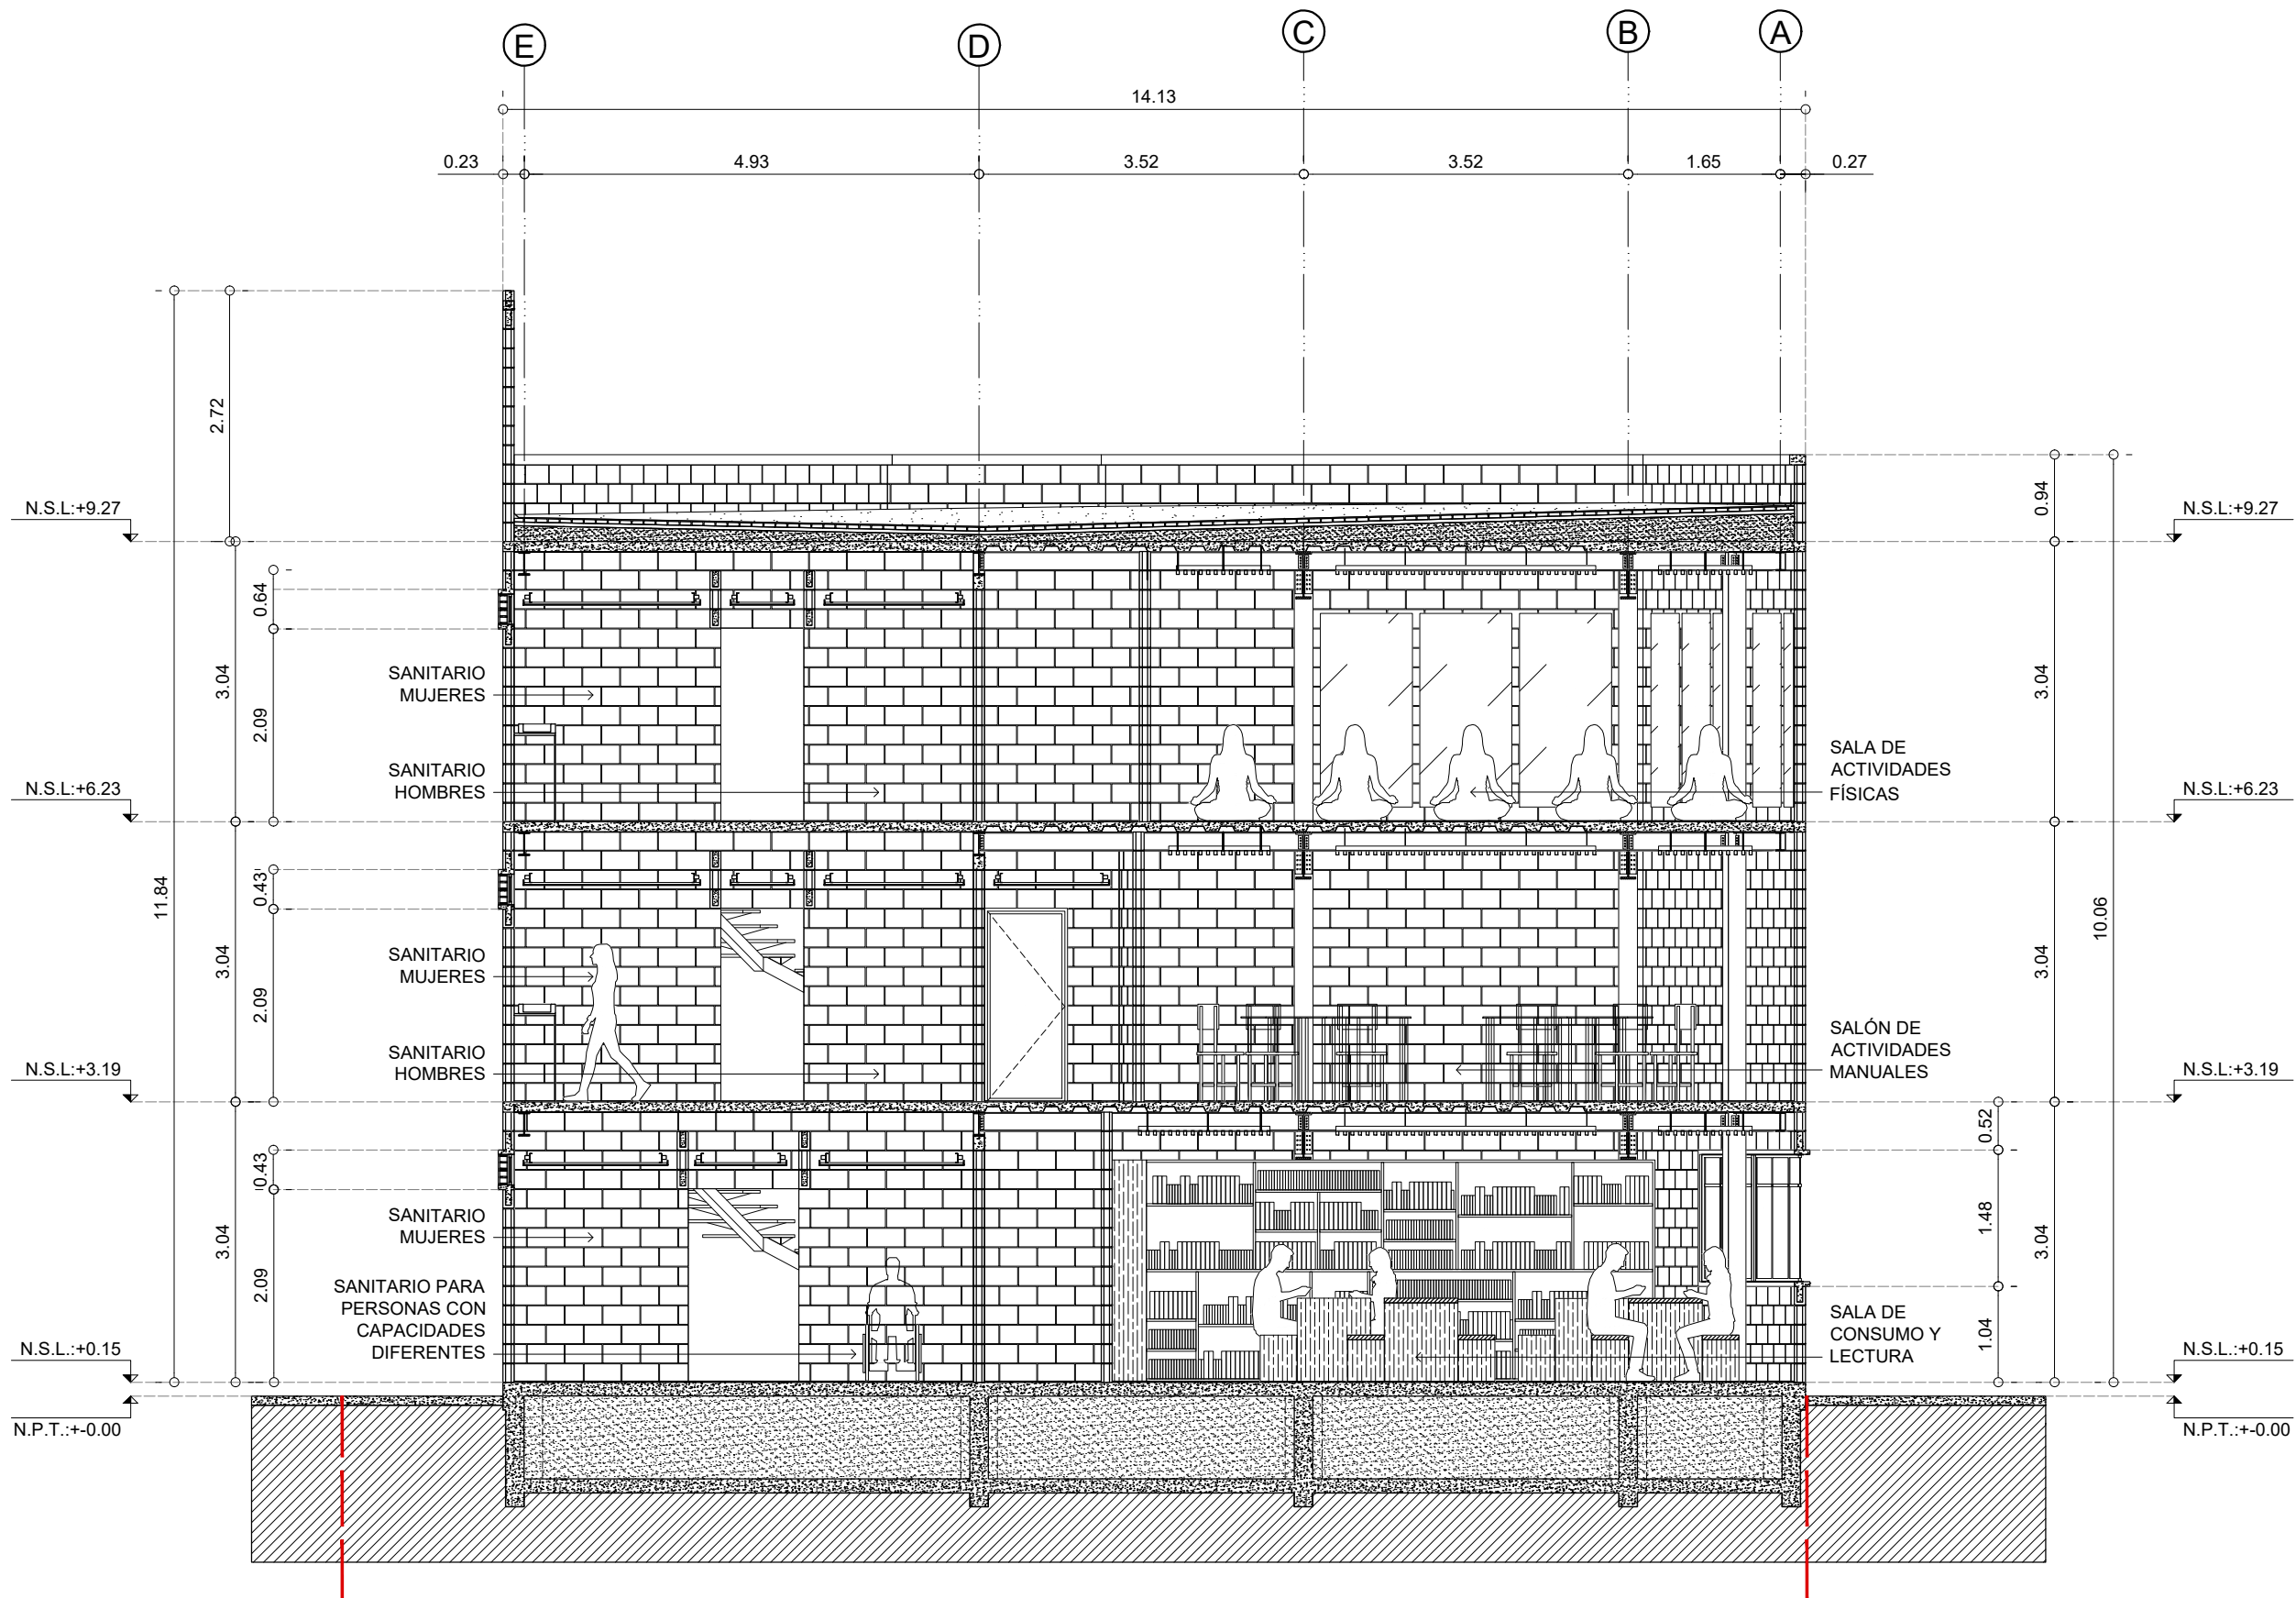 E
D
C
B
A
14.13
0.23
4.93
3.52
3.52
1.65
0.27
2.72
0.94
N.S.L:+9.27
N.S.L:+9.27
0.64
SANITARIO
MUJERES
3.04
2.09
3.04
SANITARIO
HOMBRES
SALA DE
ACTIVIDADES
FÍSICAS
N.S.L:+6.23
N.S.L:+6.23
11.84
0.43
10.06
SANITARIO
MUJERES
3.04
2.09
3.04
SANITARIO
HOMBRES
SALÓN DE
ACTIVIDADES
MANUALES
N.S.L:+3.19
N.S.L:+3.19
0.52
0.43
SANITARIO
MUJERES
3.04
2.09
1.48
3.04
SANITARIO PARA
PERSONAS CON
CAPACIDADES
DIFERENTES
SALA DE
CONSUMO Y
LECTURA
1.04
N.S.L.:+0.15
N.S.L.:+0.15
N.P.T.:+-0.00
N.P.T.:+-0.00